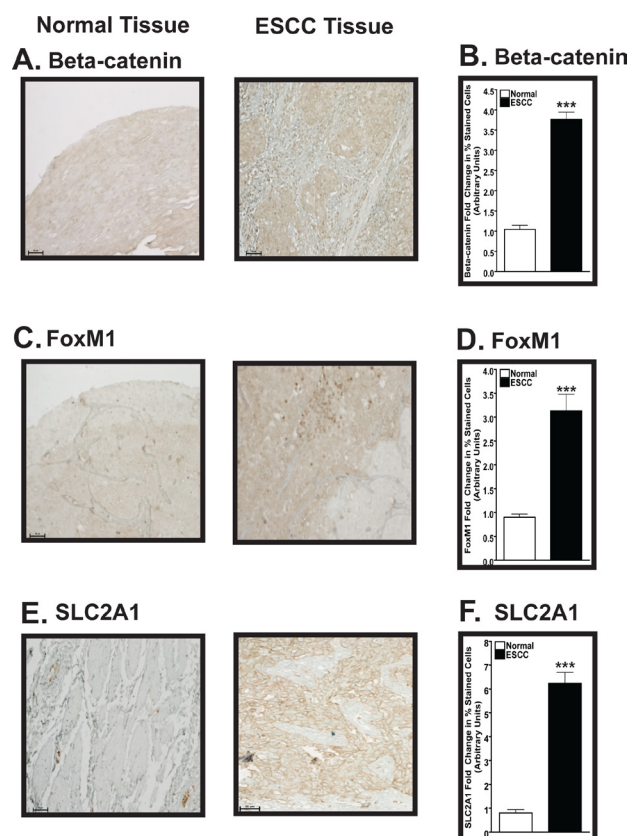 Normal Tissue
ESCC Tissue
A. Beta-catenin
B. Beta-catenin
Beta-catenin Fold Change in % Stained Cells
(Arbitrary Units)
4.5
4.0
3.5
3.0
2.5
2.0
1.5
1.0
0.5
0.0
Normal
ESCC
***
C. FoxM1
D. FoxM1
FoxM1 Fold Change in % Stained Cells
(Arbitrary Units)
4.0
3.5
3.0
2.5
2.0
1.5
1.0
0.5
0.0
Normal
ESCC
***
E. SLC2A1
F. SLC2A1
SLC2A1 Fold Change in % Stained Cells
(Arbitrary Units)
8
7
6
5
4
3
2
1
0
Normal
ESCC
***